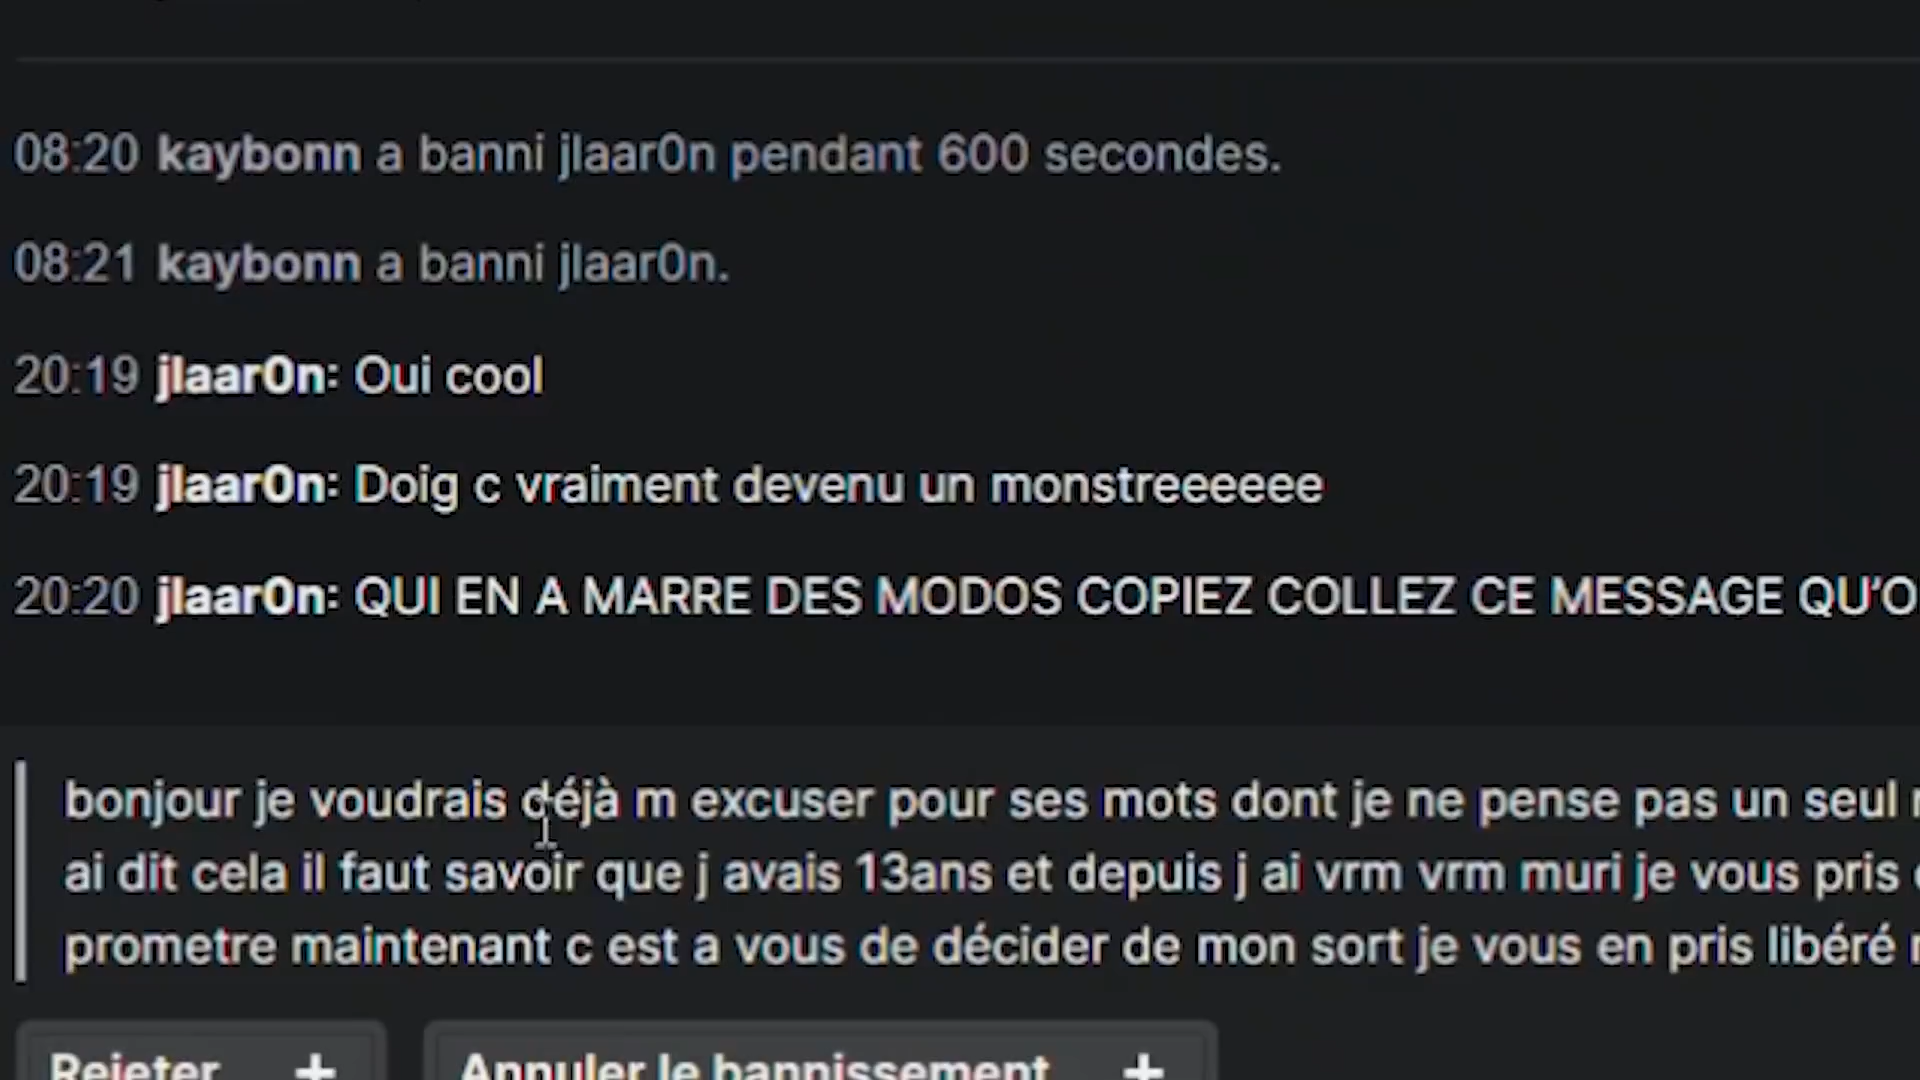 08:20 kaybonn a banni jlaar0n pendant 600 secondes.
08:21 kaybonn a banni jlaar0n.
20:19 jlaar0n: Oui cool
20:19 jlaar0n: Doig c vraiment devenu un monstreeeeee
20:20 jlaar0n: QUI EN A MARRE DES MODOS COPIEZ COLLEZ CE MESSAGE QU'O
bonjour je voudrais déjà m excuser pour ses mots dont je ne pense pas un seul
ai dit cela il faut savoir que j avais 13ans et depuis j ai vrm vrm muri je vous pris
prometre maintenant c est a vous de décider de mon sort je vous en pris libéré
Rejeter +
Annuler le bannissement +